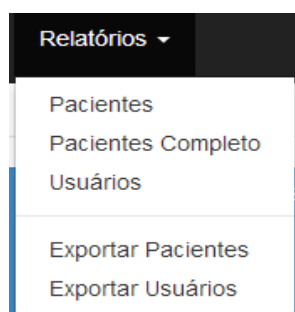 Relatórios
Pacientes
Pacientes Completo
Usuários
Exportar Pacientes
Exportar Usuários